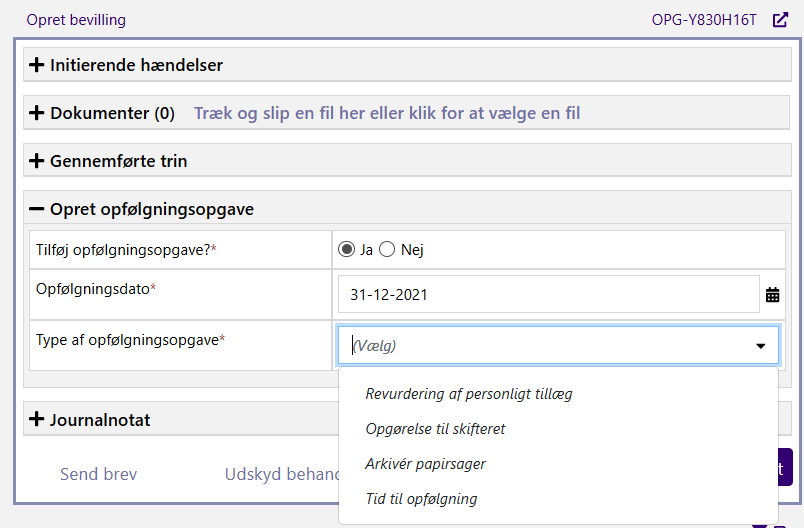 Opret bevilling OPG-Y830H16T
Initierende hændelser
Dokumenter (0) Træk og slip en fil her eller klik for at vælge en fil
Gennemførte trin
Opret opfølgningsopgave
Tilføj opfølgningsopgave?* Ja Nej
Opfølgningsdato* 31-12-2021
Type af opfølgningsopgave* (Vælg)
Revurdering af personligt tillæg
Opgørelse til skifteret
Arkivér papirsager
Tid til opfølgning
Journalnotat
Send brev Udskyd behand t